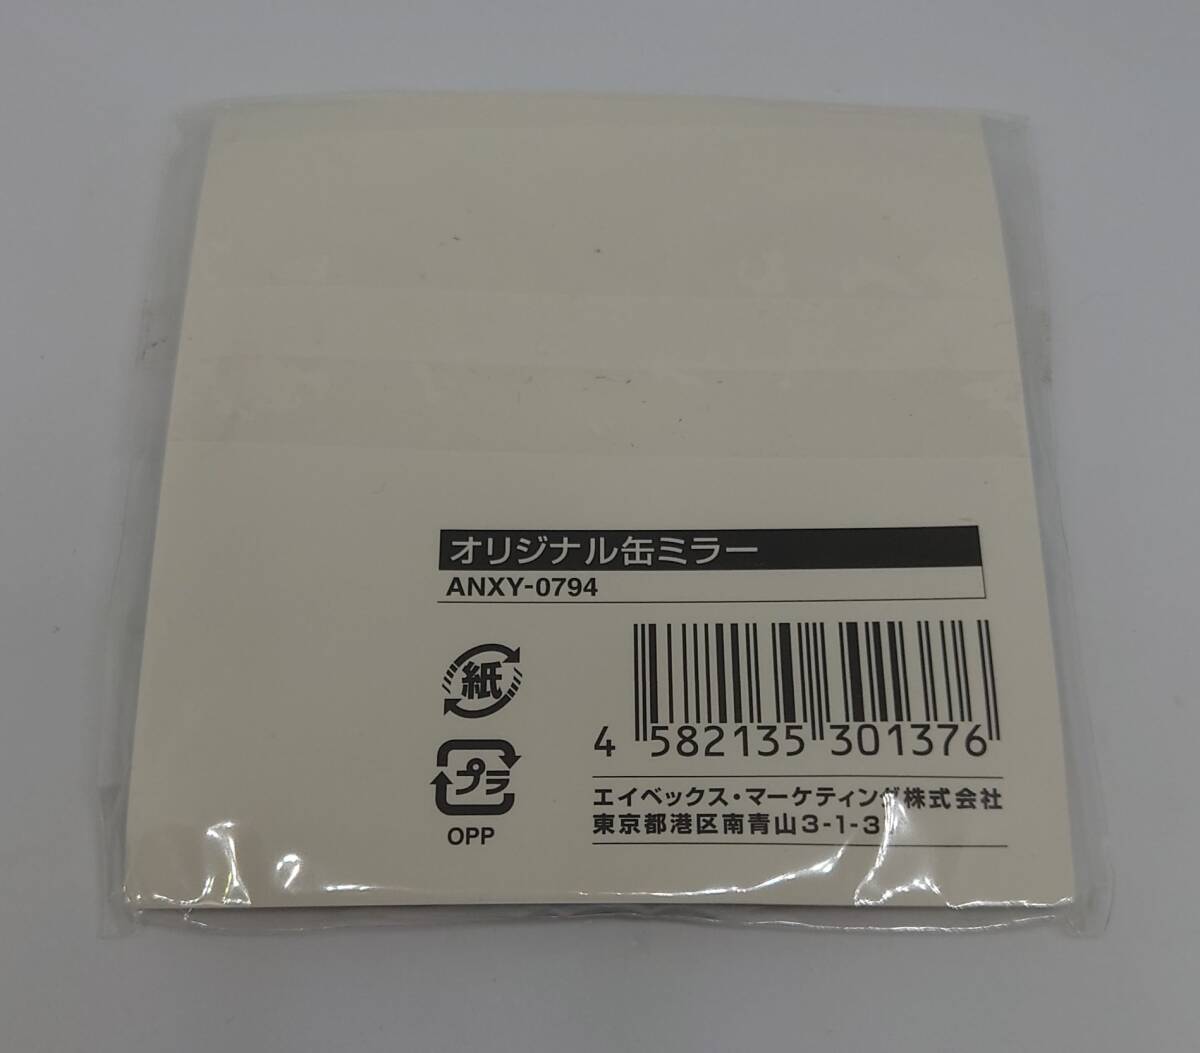 オリジナル缶ミラー
ANXY-0794
紙
プラ
OPP
4 582135 301376
エイベックス・マーケティング株式会社
東京都港区南青山3-1-3